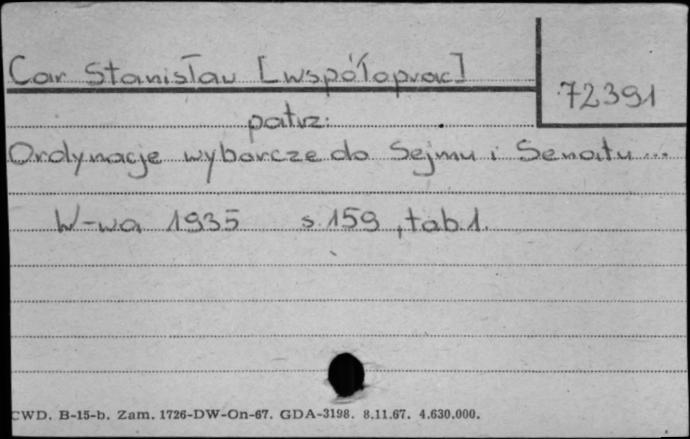 Car Stanisław [współoprac]
72391
patrz:
Ordynacje wyborcze do Sejmu i Senatu...
W-wa 1935 s. 159, tab. 1.
CWD. B-15-b. Zam. 1726-DW-On-67. GDA-3198. 8.11.67. 4.630.000.